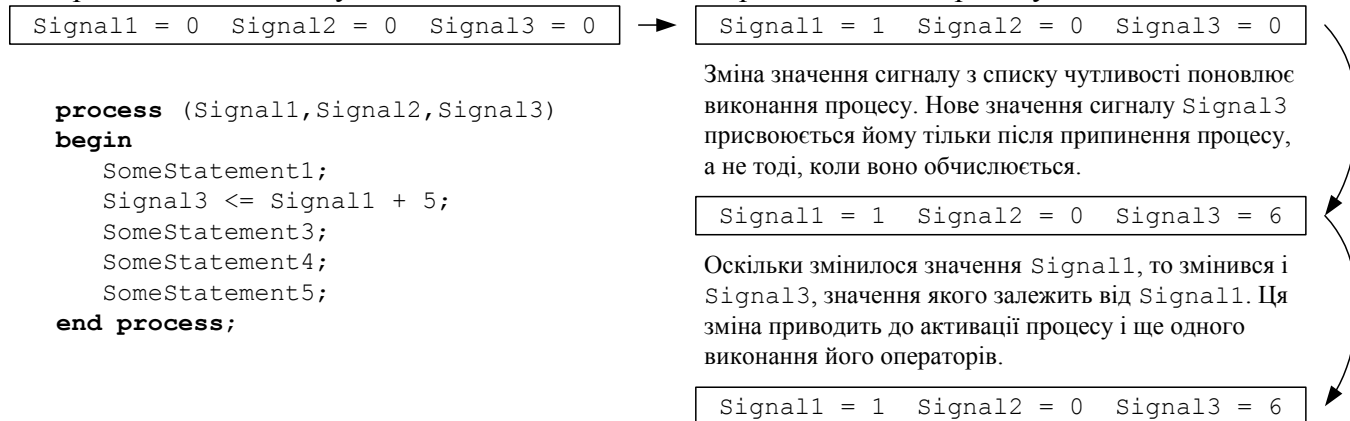 Signal1 = 0 Signal2 = 0 Signal3 = 0
process (Signal1,Signal2,Signal3)
begin
SomeStatement1;
Signal3 <= Signal1 + 5;
SomeStatement3;
SomeStatement4;
SomeStatement5;
end process;
Signal1 = 1 Signal2 = 0 Signal3 = 0
Зміна значення сигналу з списку чутливості поновлює
виконання процесу. Нове значення сигналу Signal3
присвоюється йому тільки після припинення процесу,
а не тоді, коли воно обчислюється.
Signal1 = 1 Signal2 = 0 Signal3 = 6
Оскільки змінилося значення Signal1, то змінився і
Signal3, значення якого залежить від Signal1. Ця
зміна приводить до активації процесу і ще одного
виконання його операторів.
Signal1 = 1 Signal2 = 0 Signal3 = 6